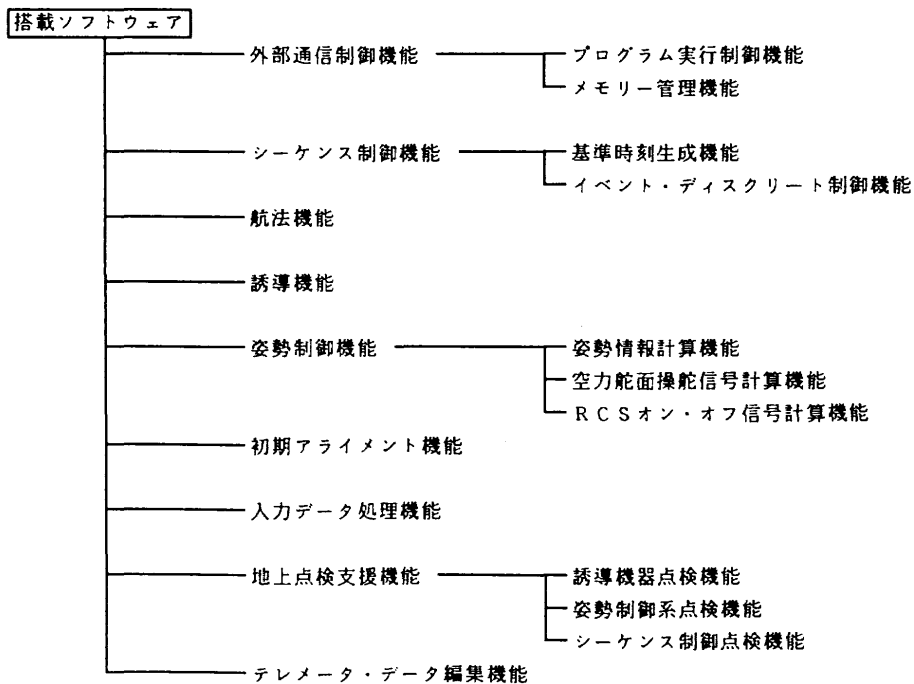 搭載ソフトウェア
外部通信制御機能 プログラム実行制御機能
メモリー管理機能
シーケンス制御機能 基準時刻生成機能
イベント・ディスクリート制御機能
航法機能
誘導機能
姿勢制御機能 姿勢情報計算機能
空力舵面操舵信号計算機能
RCSオン・オフ信号計算機能
初期アライメント機能
入力データ処理機能
地上点検支援機能 誘導機器点検機能
姿勢制御系点検機能
シーケンス制御点検機能
テレメータ・データ編集機能